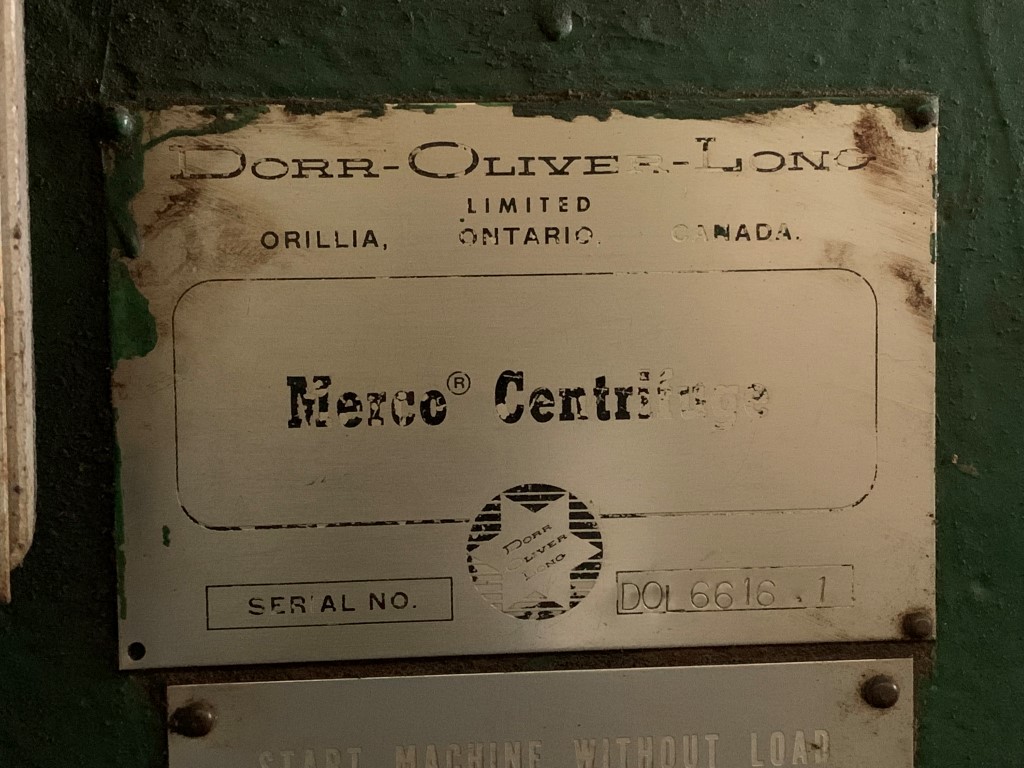 DORR-OLIVER-LONG
LIMITED
ORILLIA, ONTARIO. CANADA.
Merco® Centrifuge
DORR
OLIVER
LONG
SERIAL NO. DOL 6616.1
START MACHINE WITHOUT LOAD